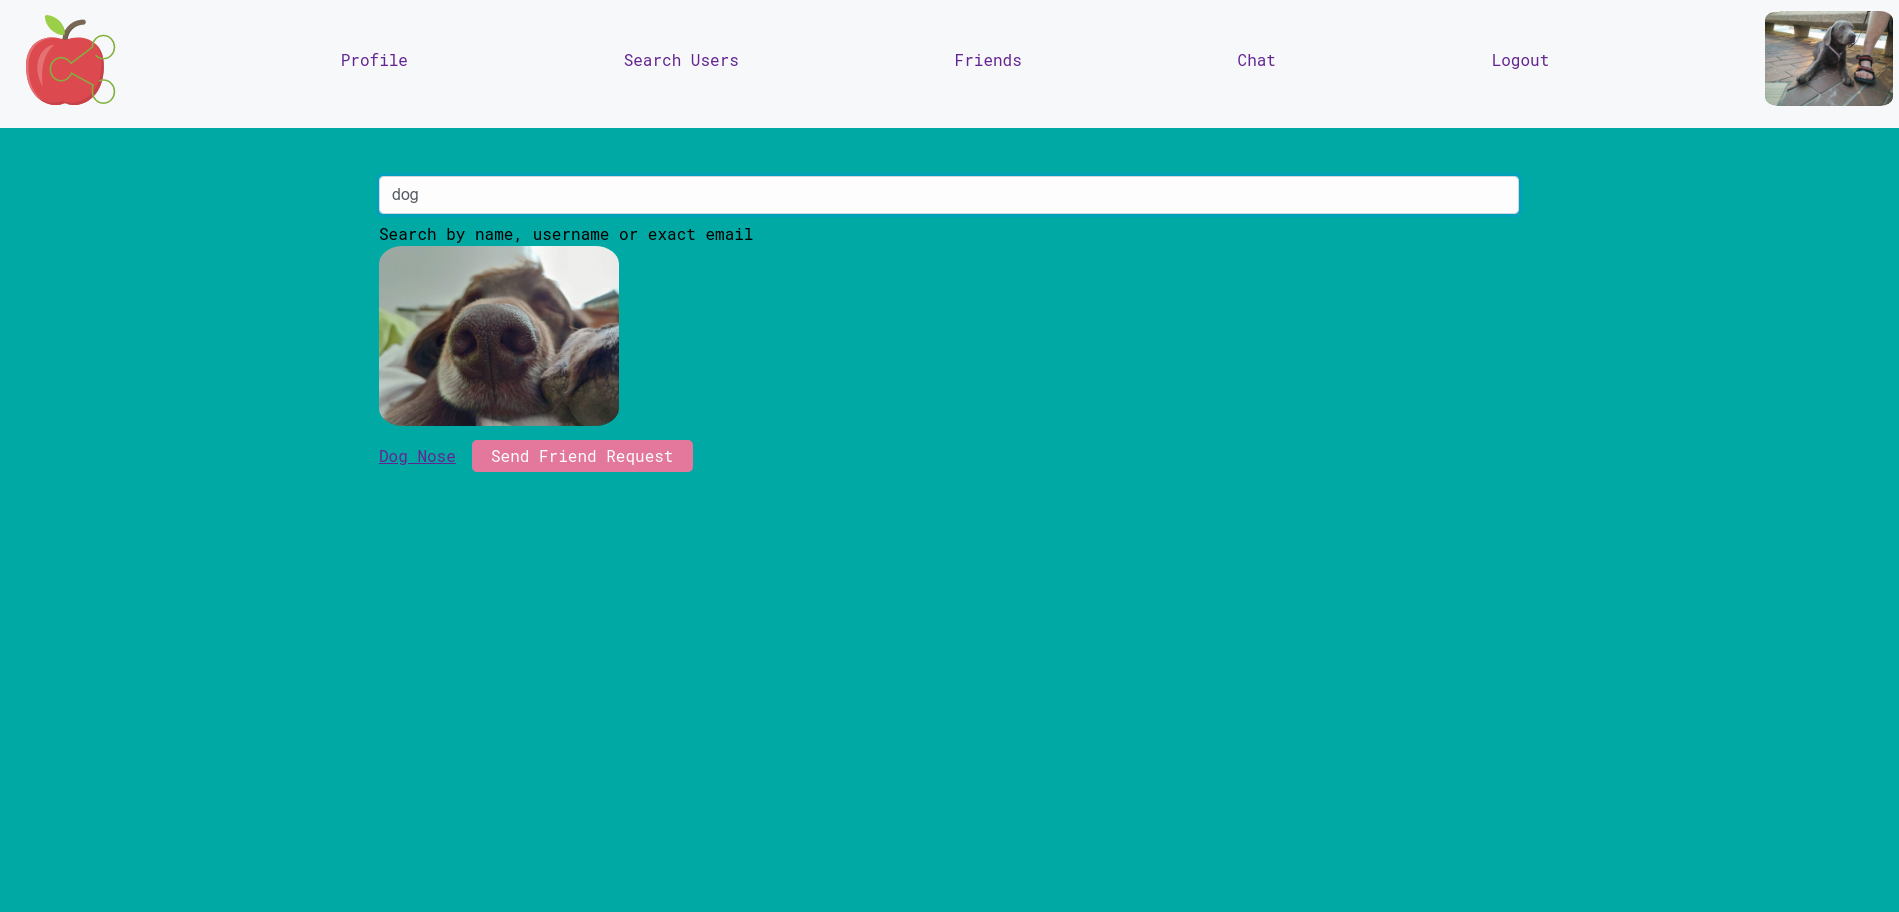 Profile Search Users Friends Chat Logout
dog
Search by name, username or exact email
Dog Nose Send Friend Request